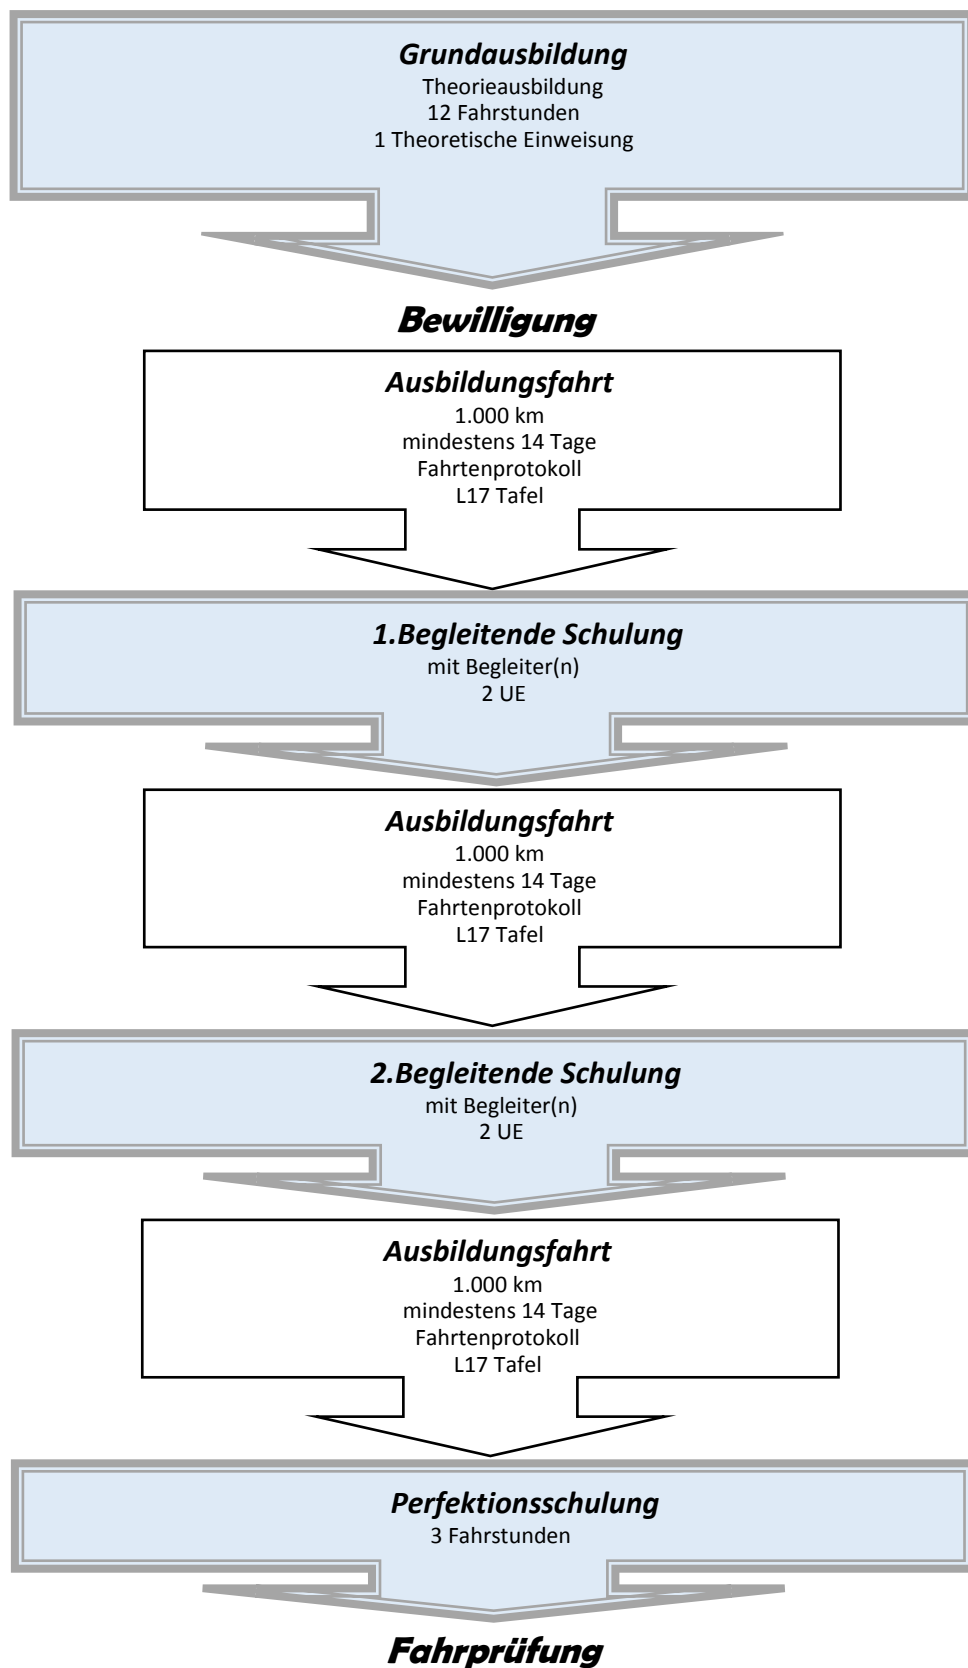 Grundausbildung
Theorieausbildung
12 Fahrstunden
1 Theoretische Einweisung
Bewilligung
Ausbildungsfahrt
1.000 km
mindestens 14 Tage
Fahrtenprotokoll
L17 Tafel
1.Begleitende Schulung
mit Begleiter(n)
2 UE
Ausbildungsfahrt
1.000 km
mindestens 14 Tage
Fahrtenprotokoll
L17 Tafel
2.Begleitende Schulung
mit Begleiter(n)
2 UE
Ausbildungsfahrt
1.000 km
mindestens 14 Tage
Fahrtenprotokoll
L17 Tafel
Perfektionsschulung
3 Fahrstunden
Fahrprüfung